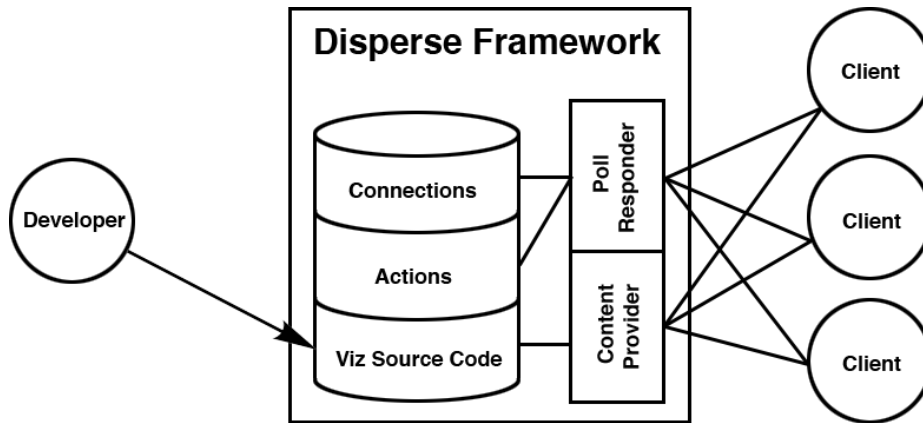 Disperse Framework
Developer
Connections
Actions
Viz Source Code
Poll
Responder
Content
Provider
Client
Client
Client